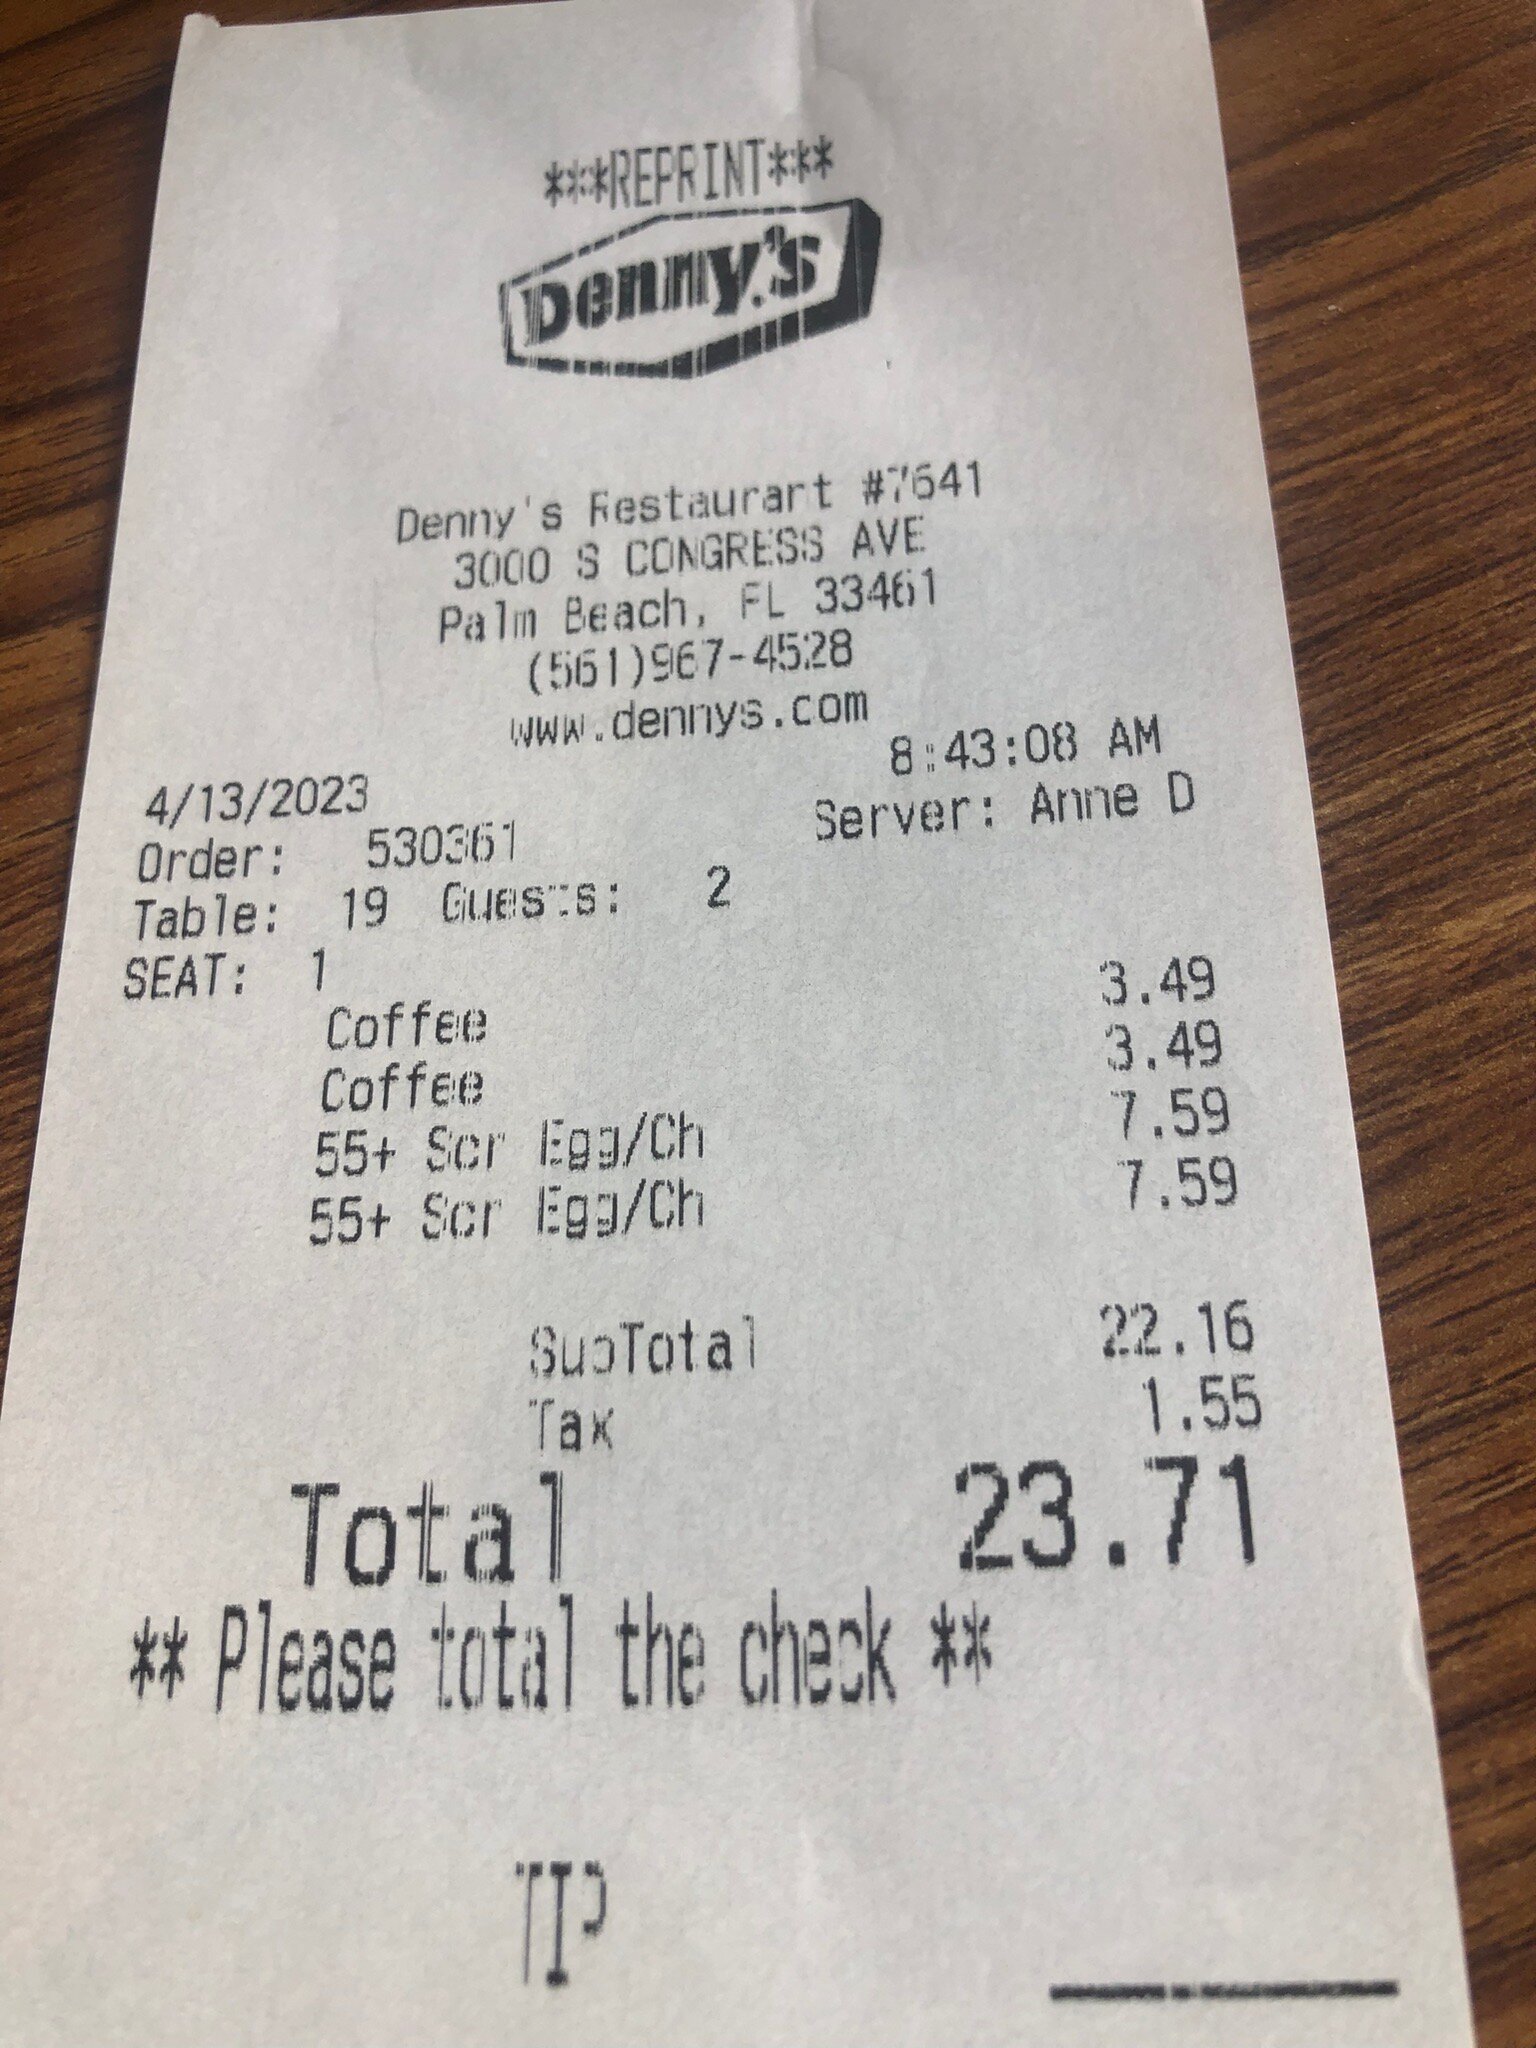 ***REPRINT***
Denny's
Denny's Restaurart #7641
3000 S CONGRESS AVE
Palm Beach, FL 33461
(561)967-4528
www.dennys.com
4/13/2023 8:43:08 AM
Order: 530361 Server: Anne D
Table: 19 Guests: 2
SEAT: 1
Coffee 3.49
Coffee 3.49
55+ Scr Egg/Ch 7.59
55+ Scr Egg/Ch 7.59
SubTotal 22.16
Tax 1.55
Total 23.71
** Please total the check **
TIP